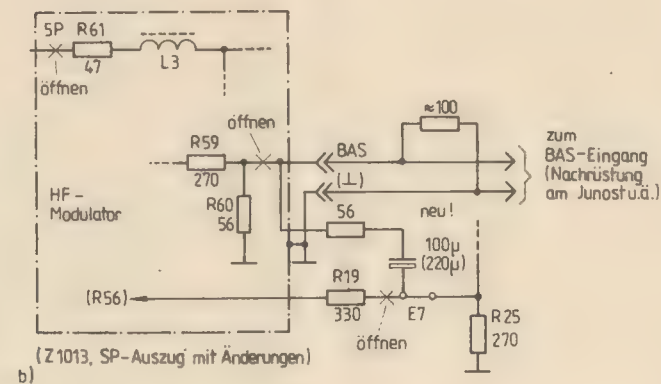 5P R61
47
öffnen
L3
öffnen
R59
270
R60
56
HF-
Modulator
BAS
(⊥)
≈100
zum
BAS-Eingang
(Nachrüstung
am Junost u.ä.)
neu!
56
100µ
(220µ)
(R56)
R19
330
öffnen
E7
R25
270
(Z1013, SP-Auszug mit Änderungen)
b)